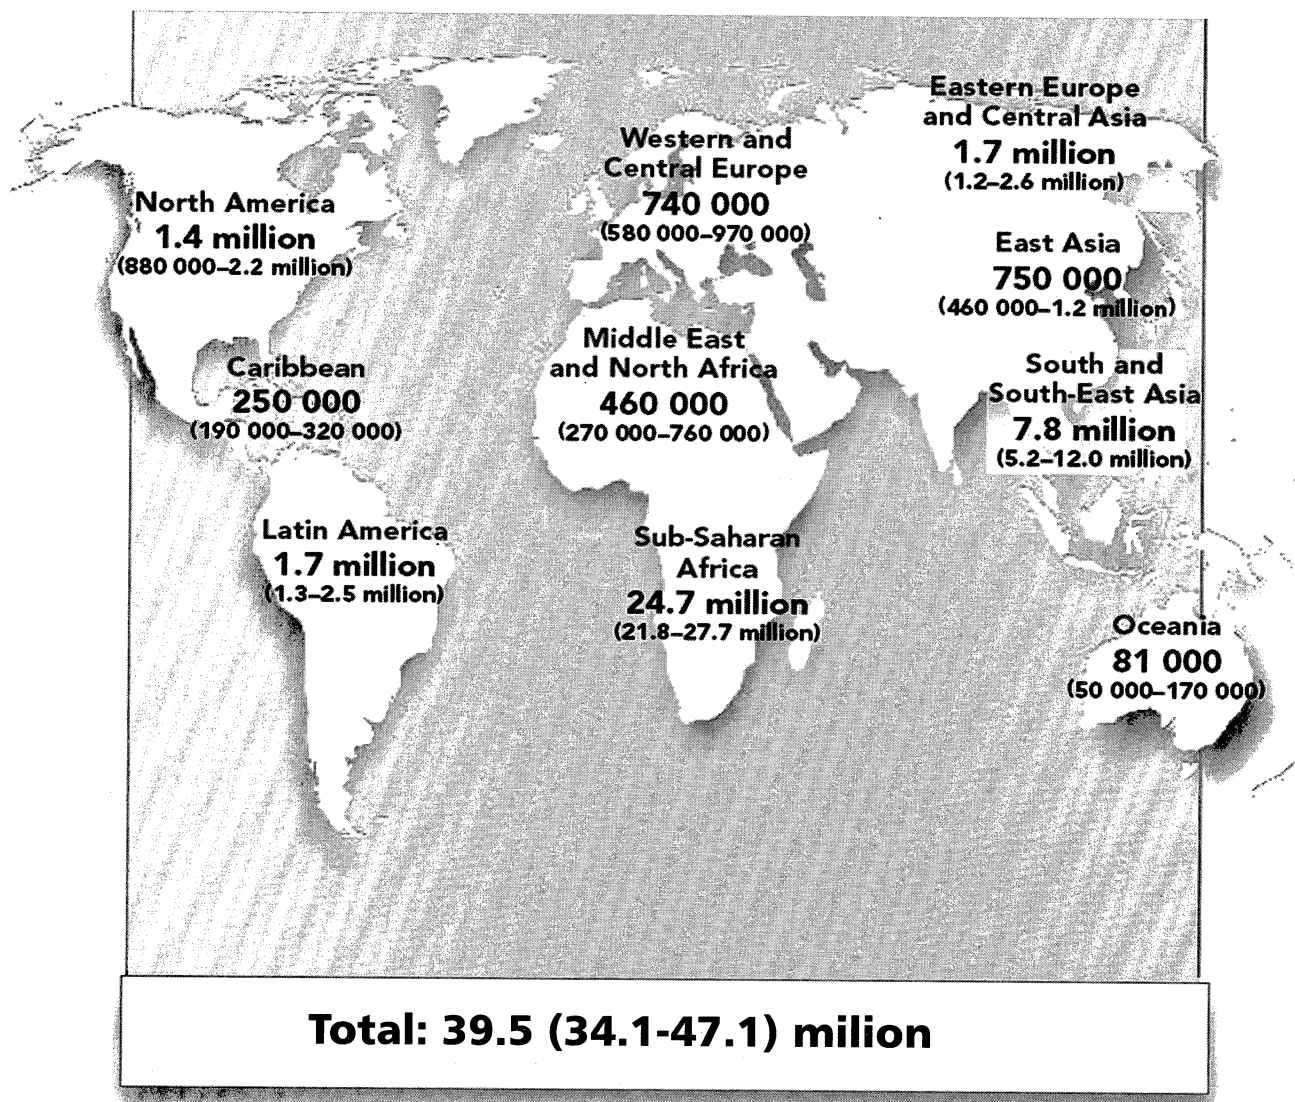 Eastern Europe
and Central Asia
1.7 million
(1.2–2.6 million)
Western and
Central Europe
740 000
(580 000–970 000)
North America
1.4 million
(880 000–2.2 million)
East Asia
750 000
(460 000–1.2 million)
Middle East
and North Africa
460 000
(270 000–760 000)
South and
South-East Asia
7.8 million
(5.2–12.0 million)
Caribbean
250 000
(190 000–320 000)
Latin America
1.7 million
(1.3–2.5 million)
Sub-Saharan
Africa
24.7 million
(21.8–27.7 million)
Oceania
81 000
(50 000–170 000)
Total: 39.5 (34.1-47.1) milion